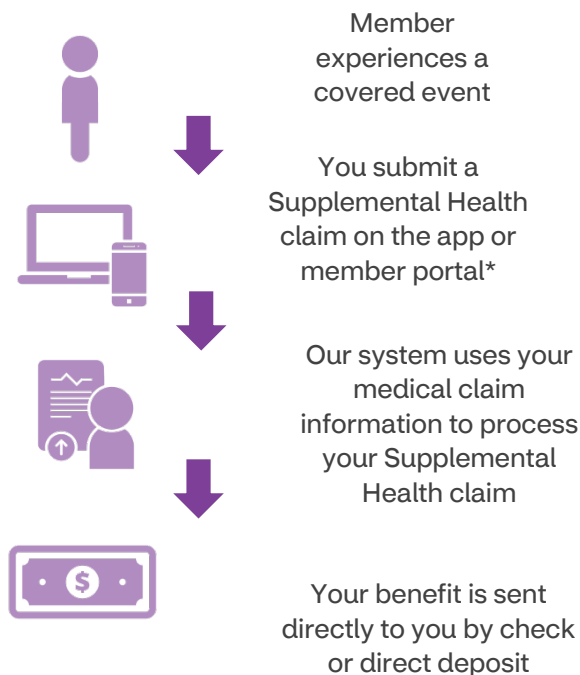 Member
experiences a
covered event
You submit a
Supplemental Health
claim on the app or
member portal*
Our system uses your
medical claim
information to process
your Supplemental
Health claim
$
Your benefit is sent
directly to you by check
or direct deposit